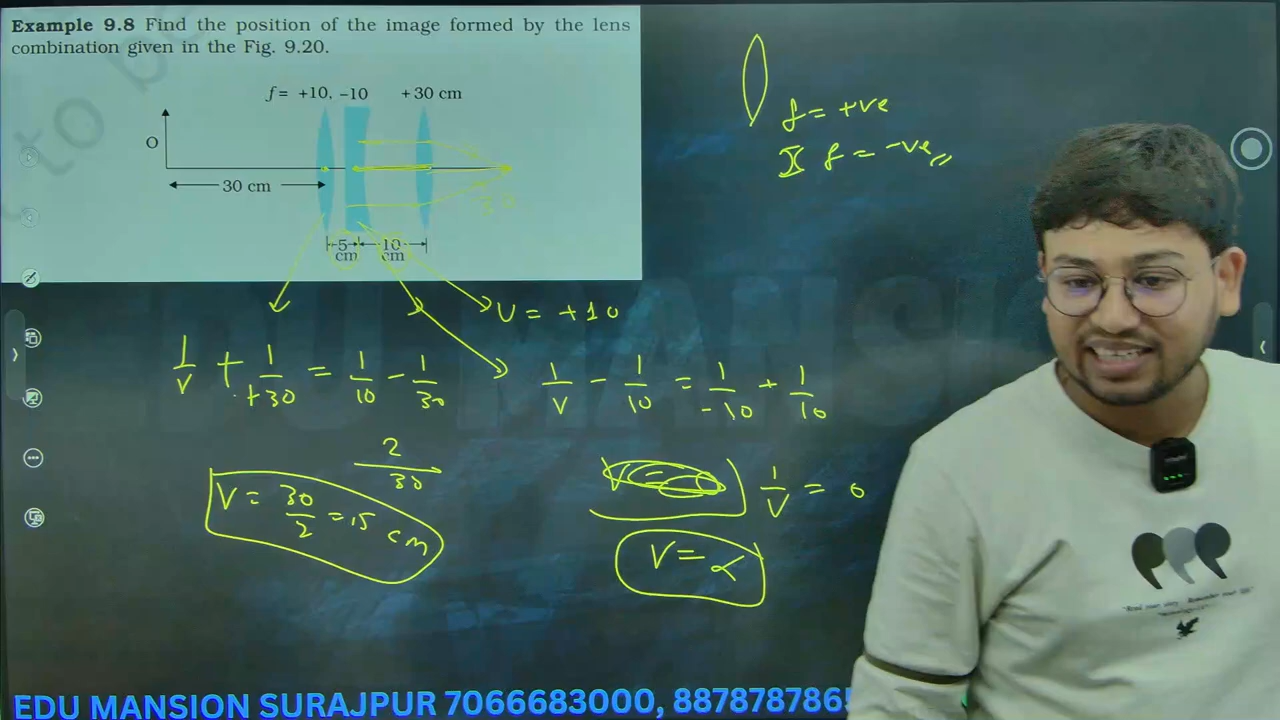 Example 9.8 Find the position of the image formed by the lens
combination given in the Fig. 9.20.
f = +10, −10 +30 cm
O
30 cm
5 cm
10 cm
30
f = +ve
f = -ve
U = +10
1/v + 1/+30 = 1/10 - 1/30
2/30
V = 30/2 = 15 cm
1/V - 1/10 = 1/-10 + 1/10
1/V = 0
V = ∝
EDU MANSION SURAJPUR 7066683000, 887878786